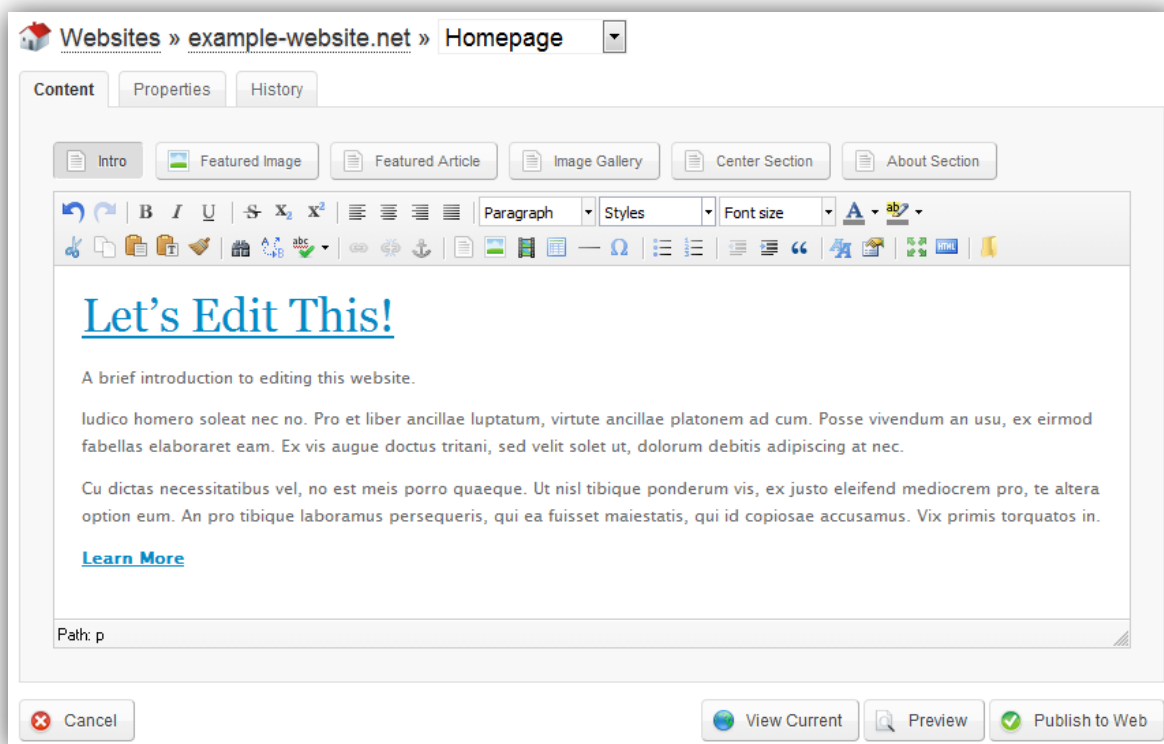 Websites » example-website.net » Homepage
Content Properties History
Intro Featured Image Featured Article Image Gallery Center Section About Section
B I U S X₂ X² Paragraph Styles Font size A ab
abc A B T abc Ω “ A HTML
Let’s Edit This!
A brief introduction to editing this website.
Iudico homero soleat nec no. Pro et liber ancillae luptatum, virtute ancillae platonem ad cum. Posse vivendum an usu, ex eirmod
fabellas elaboraret eam. Ex vis augue doctus tritani, sed velit solet ut, dolorum debitis adipiscing at nec.
Cu dictas necessitatibus vel, no est meis porro quaeque. Ut nisl tibique ponderum vis, ex justo eleifend mediocrem pro, te altera
option eum. An pro tibique laboramus persequeris, qui ea fuisset maiestatis, qui id copiosae accusamus. Vix primis torquatos in.
Learn More
Path: p
Cancel View Current Preview Publish to Web